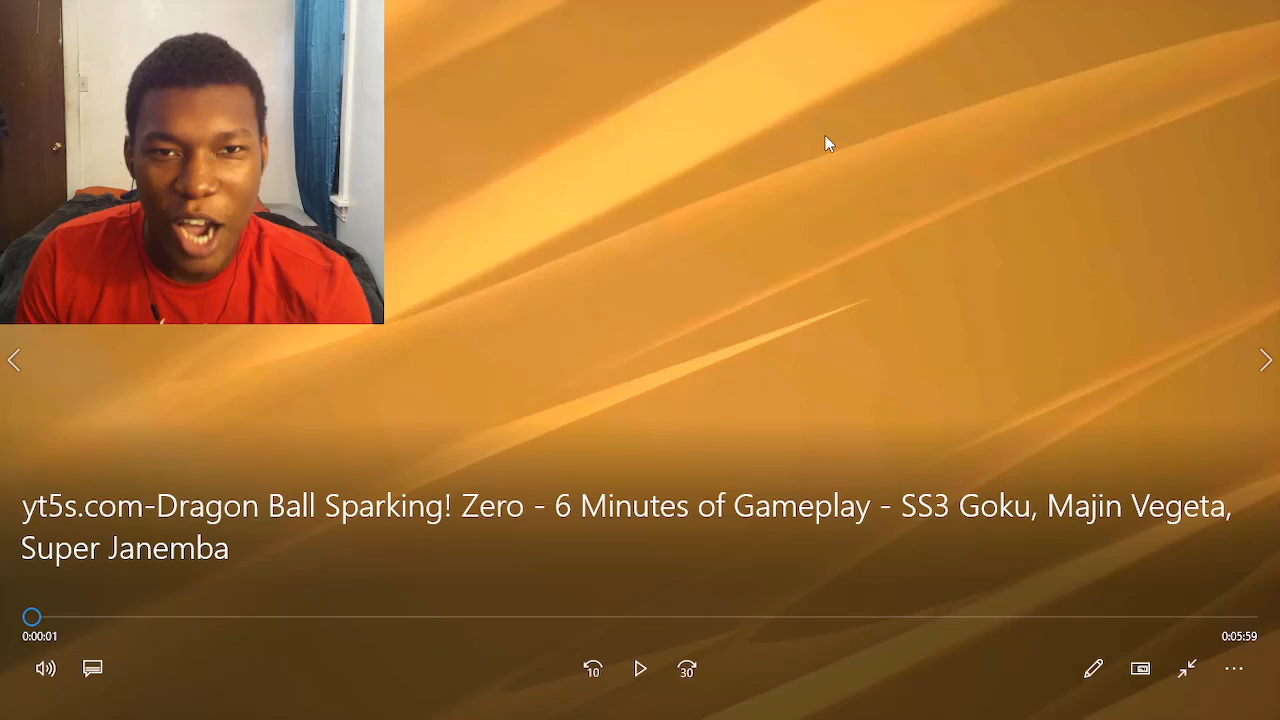 yt5s.com-Dragon Ball Sparking! Zero - 6 Minutes of Gameplay - SS3 Goku, Majin Vegeta,
Super Janemba
0:00:01
0:05:59
10
30